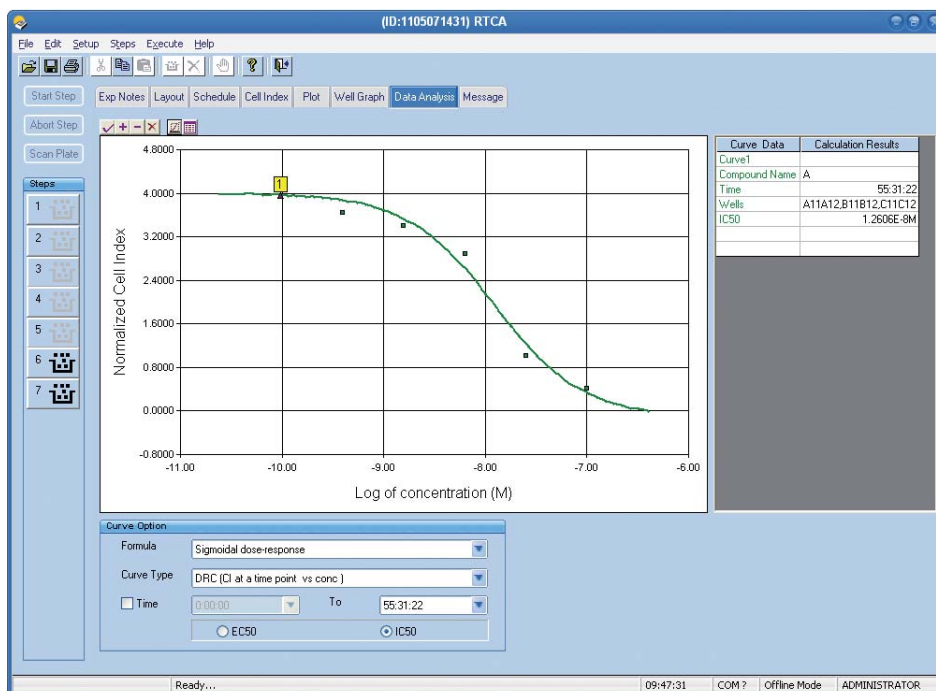 (ID:1105071431) RTCA
File Edit Setup Steps Execute Help
Start Step
Abort Step
Scan Plate
Exp Notes Layout Schedule Cell Index Plot Well Graph Data Analysis Message
Steps
1
2
3
4
5
6
7
4.8000
4.0000
3.2000
2.4000
1.6000
0.8000
0.0000
-0.8000
Normalized Cell Index
1
-11.00 -10.00 -9.00 -8.00 -7.00 -6.00
Log of concentration (M)
Curve Data Calculation Results
Curve1
Compound Name A
Time 55:31:22
Wells A11A12,B11B12,C11C12
IC50 1.2606E-8M
Curve Option
Formula Sigmoidal dose-response
Curve Type DRC (CI at a time point vs conc )
Time 0:00:00 To 55:31:22
EC50 IC50
Ready... 09:47:31 COM ? Offline Mode ADMINISTRATOR